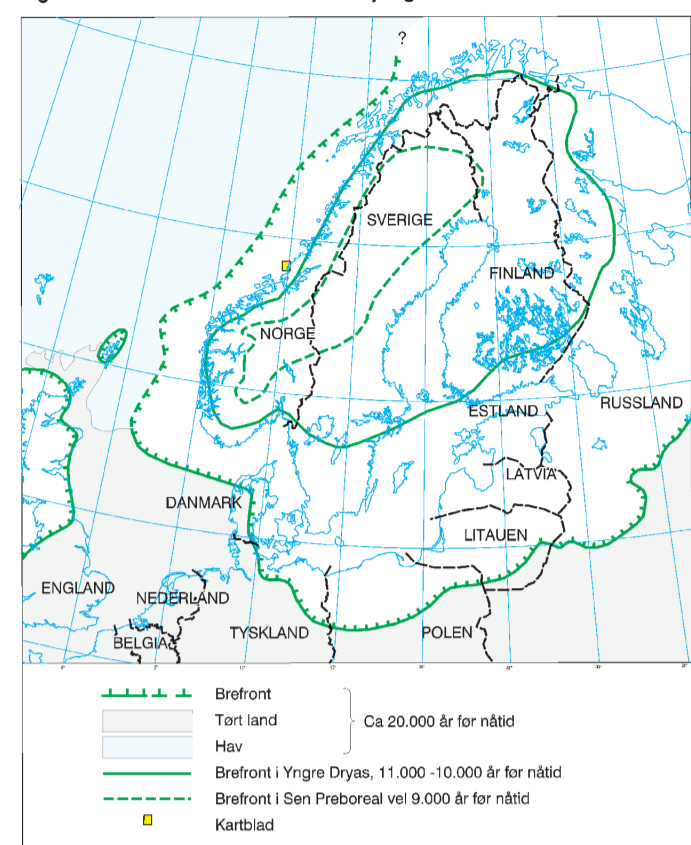 ?
SVERIGE
FINLAND
NORGE
RUSSLAND
ESTLAND
LATVIA
DANMARK
LITAUEN
ENGLAND
NEDERLAND
BELGIA
TYSKLAND
POLEN
Brefront
Tørt land
Ca 20.000 år før nåtid
Hav
Brefront i Yngre Dryas, 11.000 -10.000 år før nåtid
Brefront i Sen Preboreal vel 9.000 år før nåtid
Kartblad